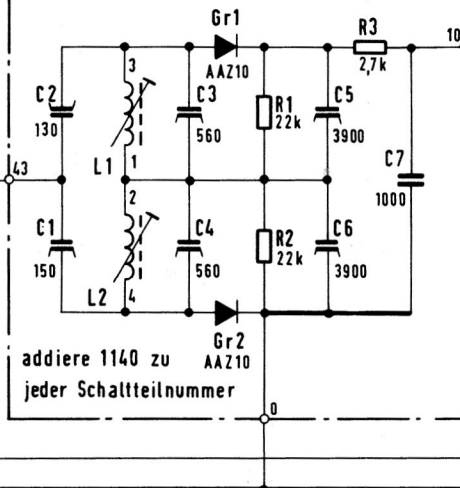 Gr1
R3
10
3
AAZ10
2,7k
C2
C3
R1
C5
130
560
22k
3900
1
L1
43
C7
2
1000
C1
C4
R2
C6
150
560
22k
3900
L2
4
Gr2
addiere 1140 zu
AAZ10
jeder Schaltteilnummer
0